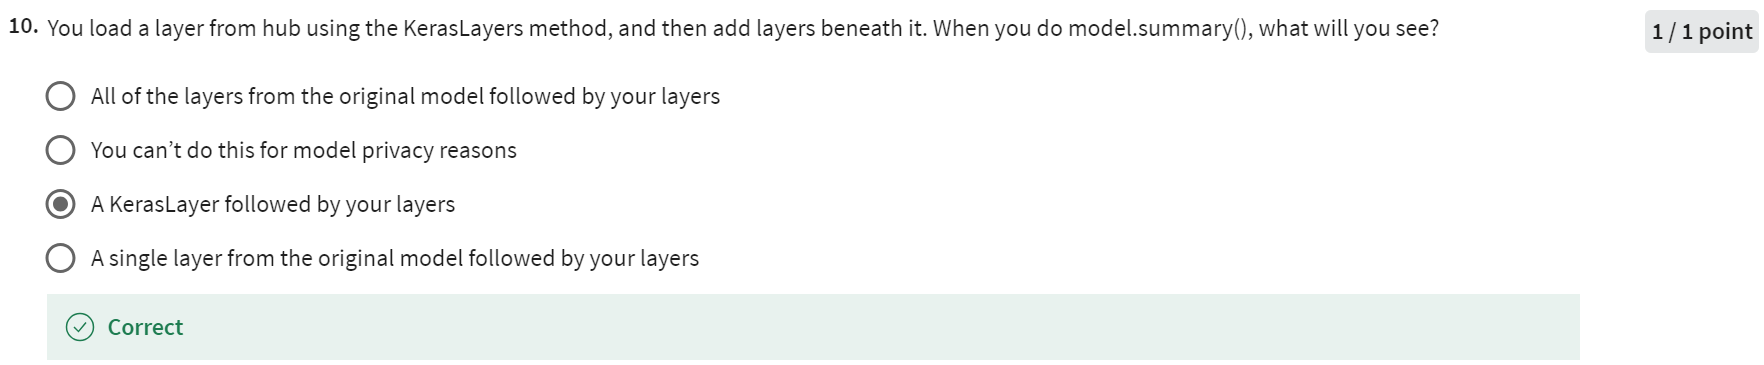 10. You load a layer from hub using the KerasLayers method, and then add layers beneath it. When you do model.summary(), what will you see?
1 / 1 point
All of the layers from the original model followed by your layers
You can’t do this for model privacy reasons
A KerasLayer followed by your layers
A single layer from the original model followed by your layers
Correct